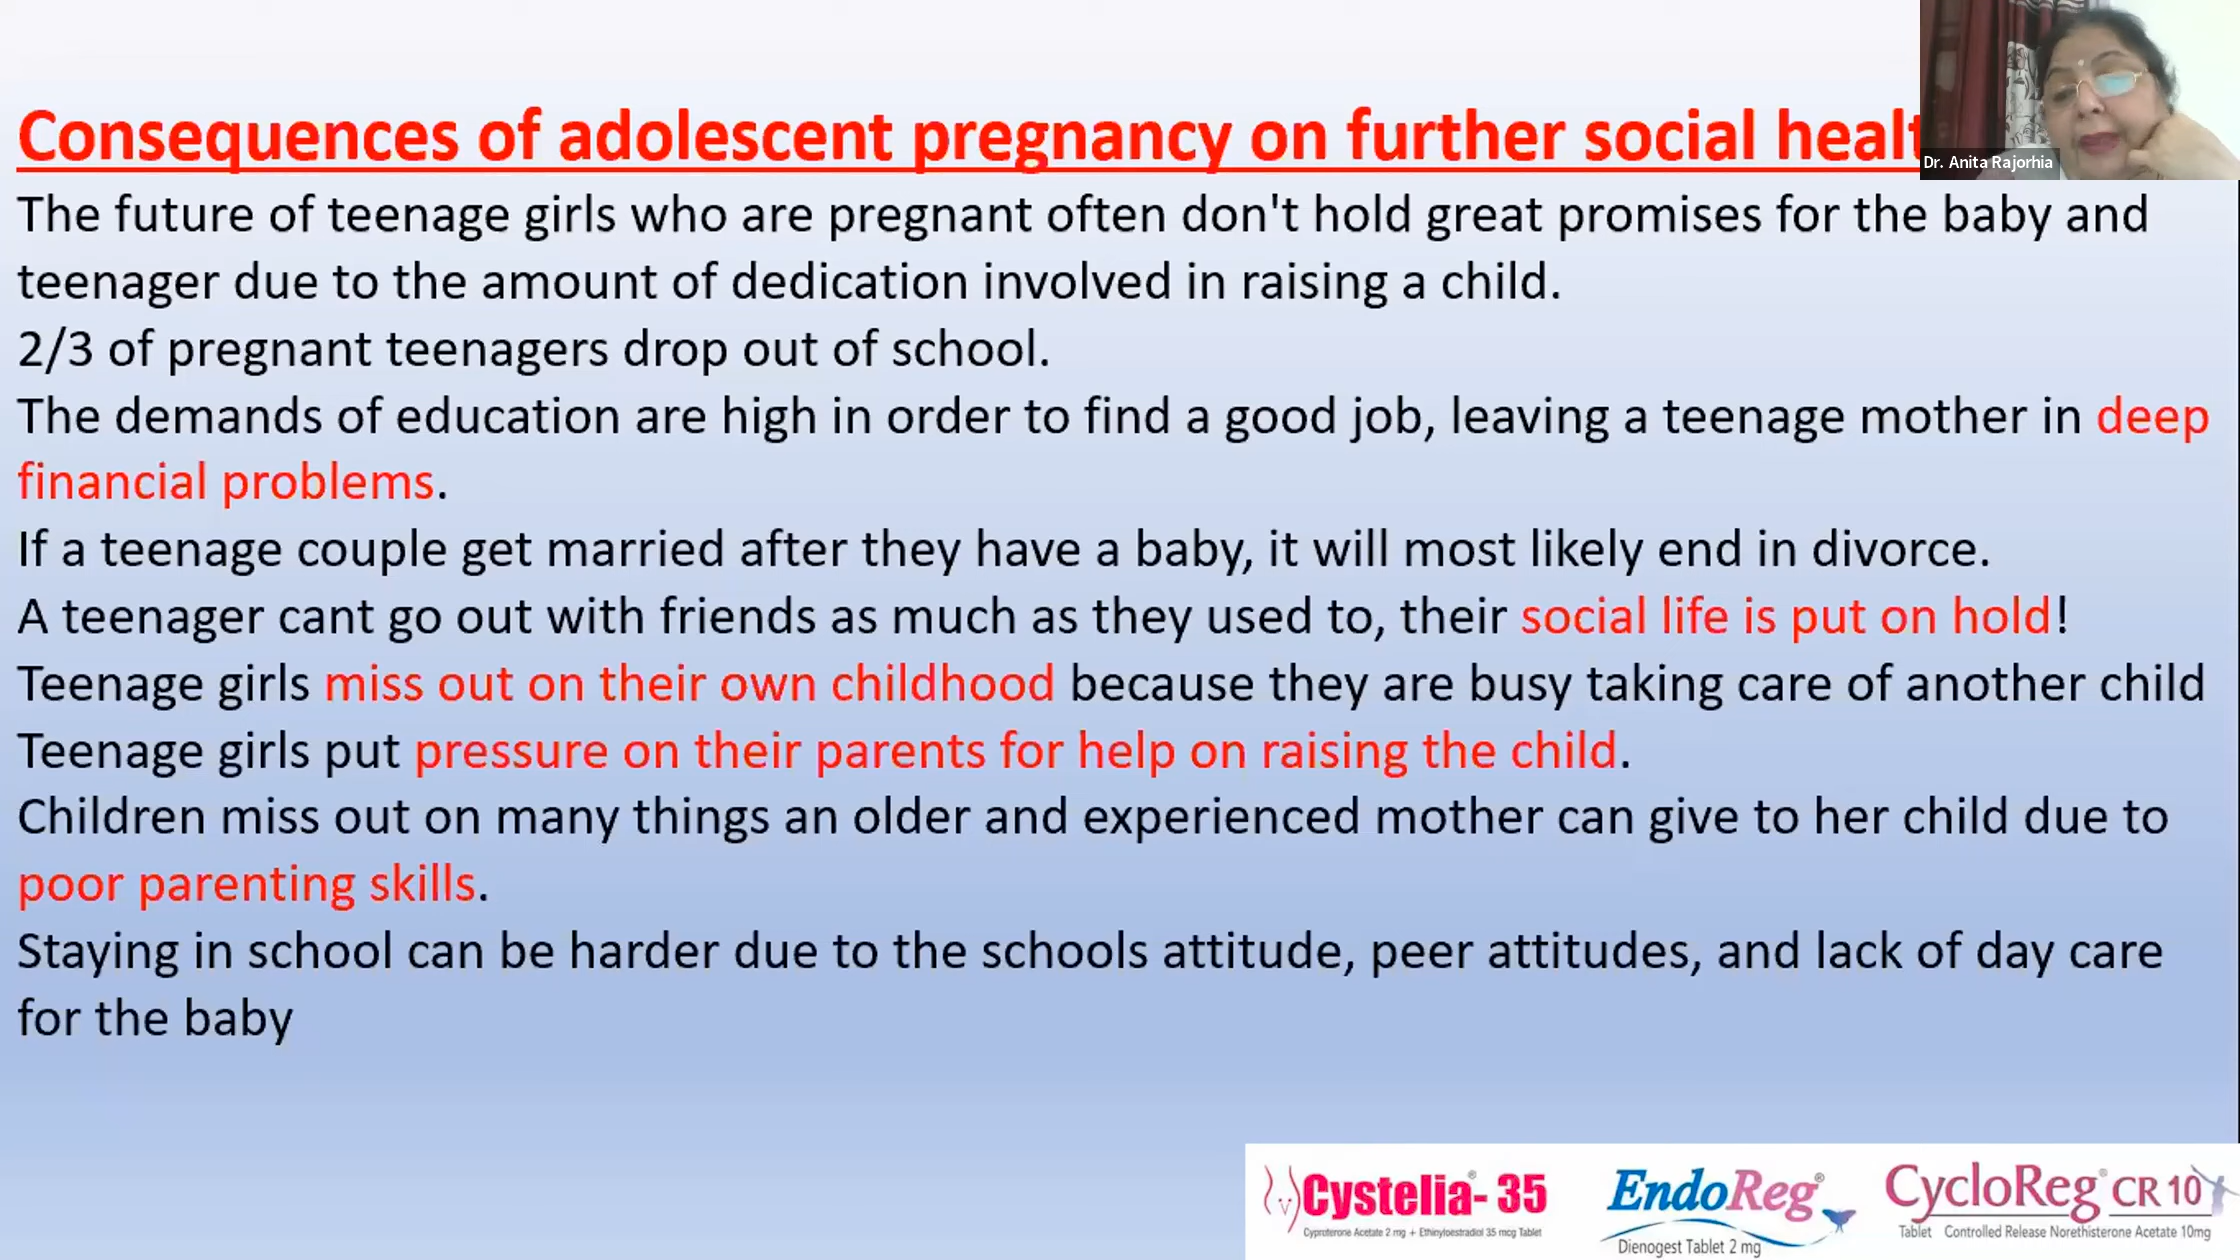 Consequences of adolescent pregnancy on further social healt
Dr. Anita Rajorhia
The future of teenage girls who are pregnant often don't hold great promises for the baby and
teenager due to the amount of dedication involved in raising a child.
2/3 of pregnant teenagers drop out of school.
The demands of education are high in order to find a good job, leaving a teenage mother in deep
financial problems.
If a teenage couple get married after they have a baby, it will most likely end in divorce.
A teenager cant go out with friends as much as they used to, their social life is put on hold!
Teenage girls miss out on their own childhood because they are busy taking care of another child
Teenage girls put pressure on their parents for help on raising the child.
Children miss out on many things an older and experienced mother can give to her child due to
poor parenting skills.
Staying in school can be harder due to the schools attitude, peer attitudes, and lack of day care
for the baby
Cystelia®- 35
Cyproterone Acetate 2 mg + Ethinyloestradiol 35 mcg Tablet
EndoReg®
Dienogest Tablet 2 mg
CycloReg® CR 10
Tablet Controlled Release Norethisterone Acetate 10mg